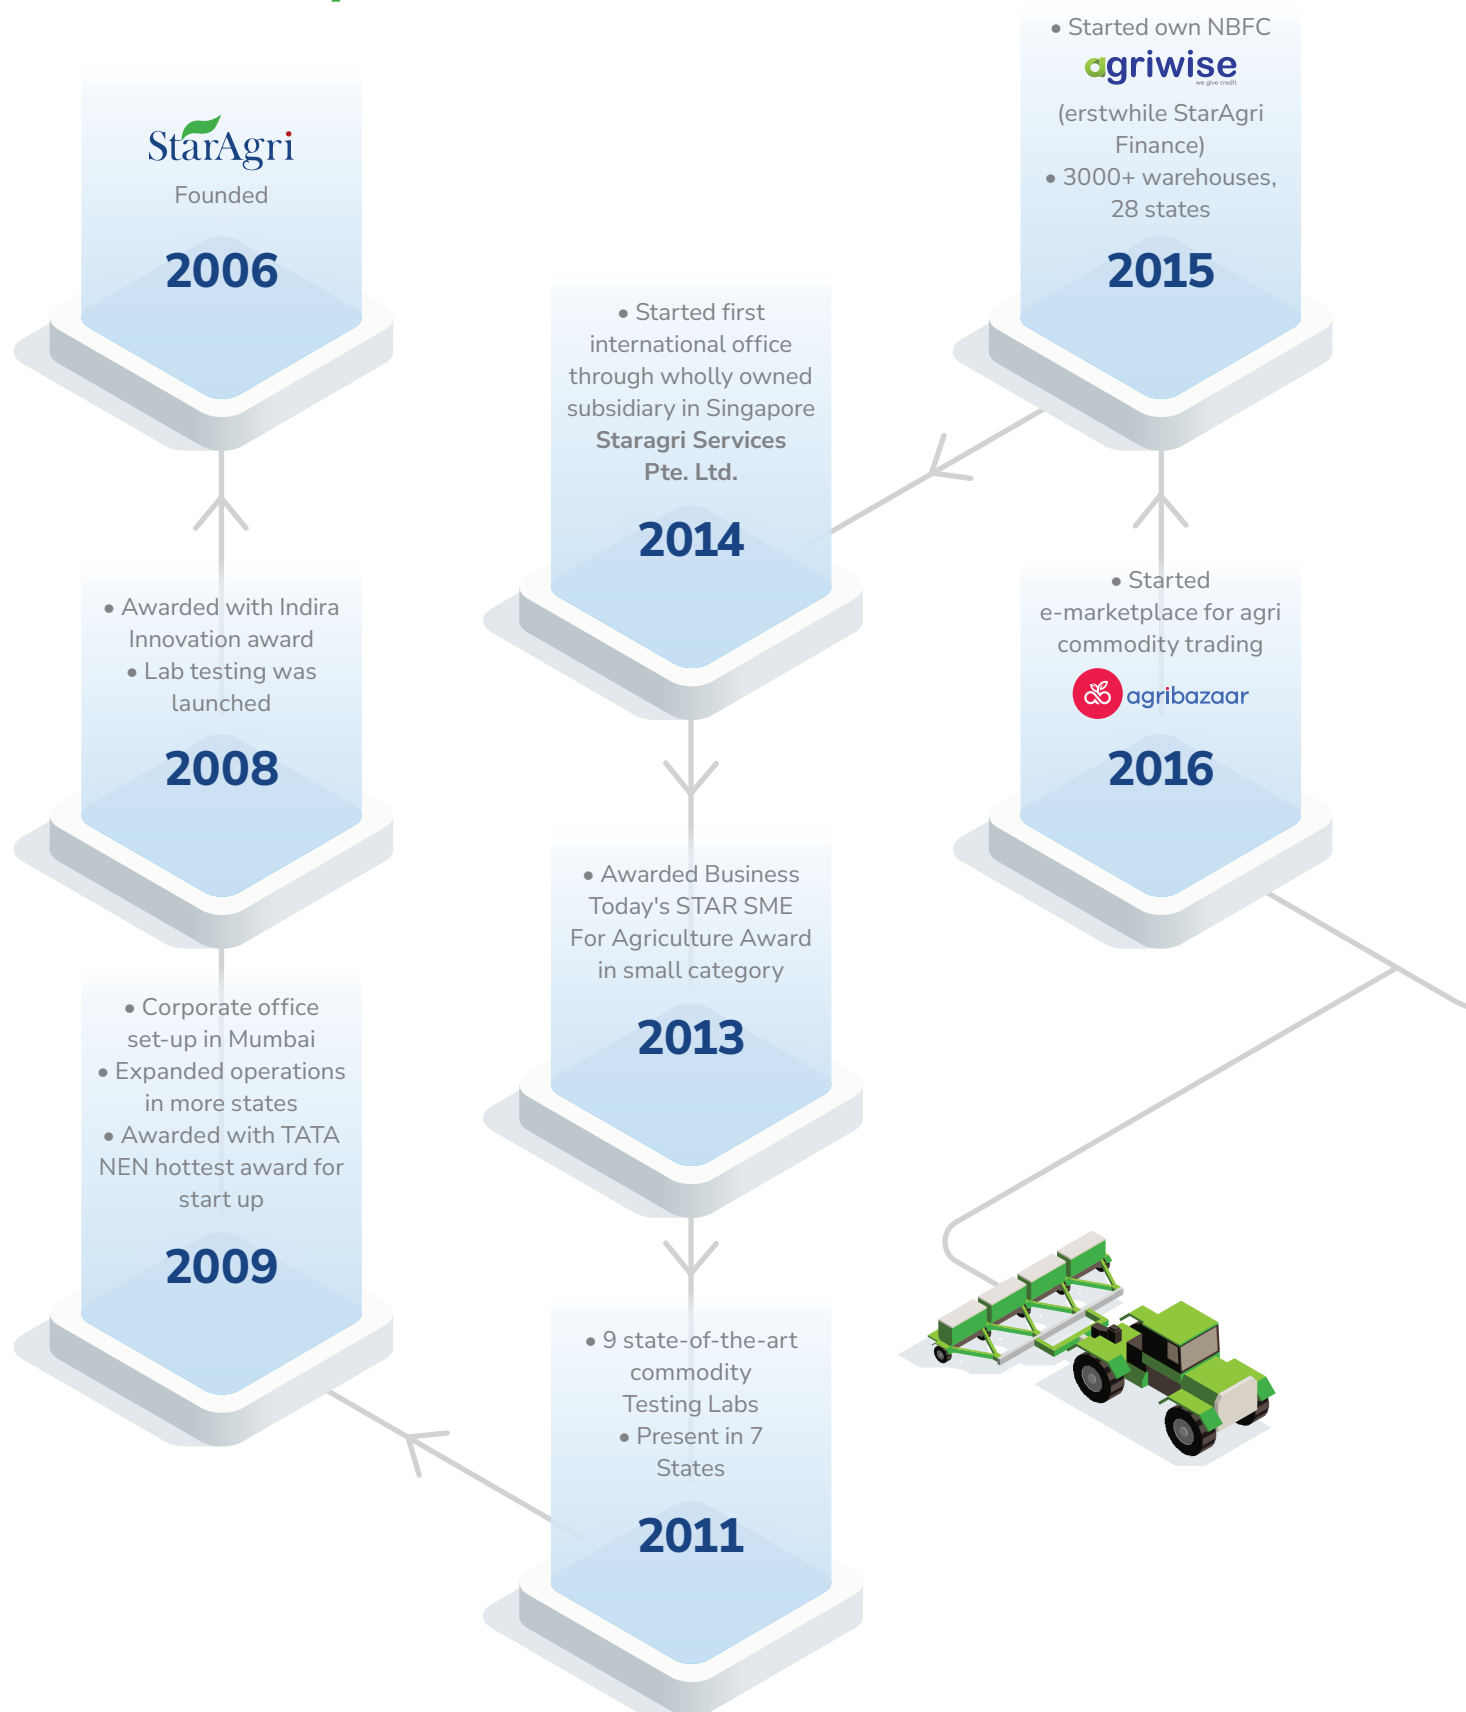 StarAgri
Founded
2006
• Awarded with Indira
Innovation award
• Lab testing was
launched
2008
• Corporate office
set-up in Mumbai
• Expanded operations
in more states
• Awarded with TATA
NEN hottest award for
start up
2009
• Started first
international office
through wholly owned
subsidiary in Singapore
Staragri Services
Pte. Ltd.
2014
• Awarded Business
Today's STAR SME
For Agriculture Award
in small category
2013
• 9 state-of-the-art
commodity
Testing Labs
• Present in 7
States
2011
• Started own NBFC
agriwise
we give credit
(erstwhile StarAgri
Finance)
• 3000+ warehouses,
28 states
2015
• Started
e-marketplace for agri
commodity trading
agribazaar
2016